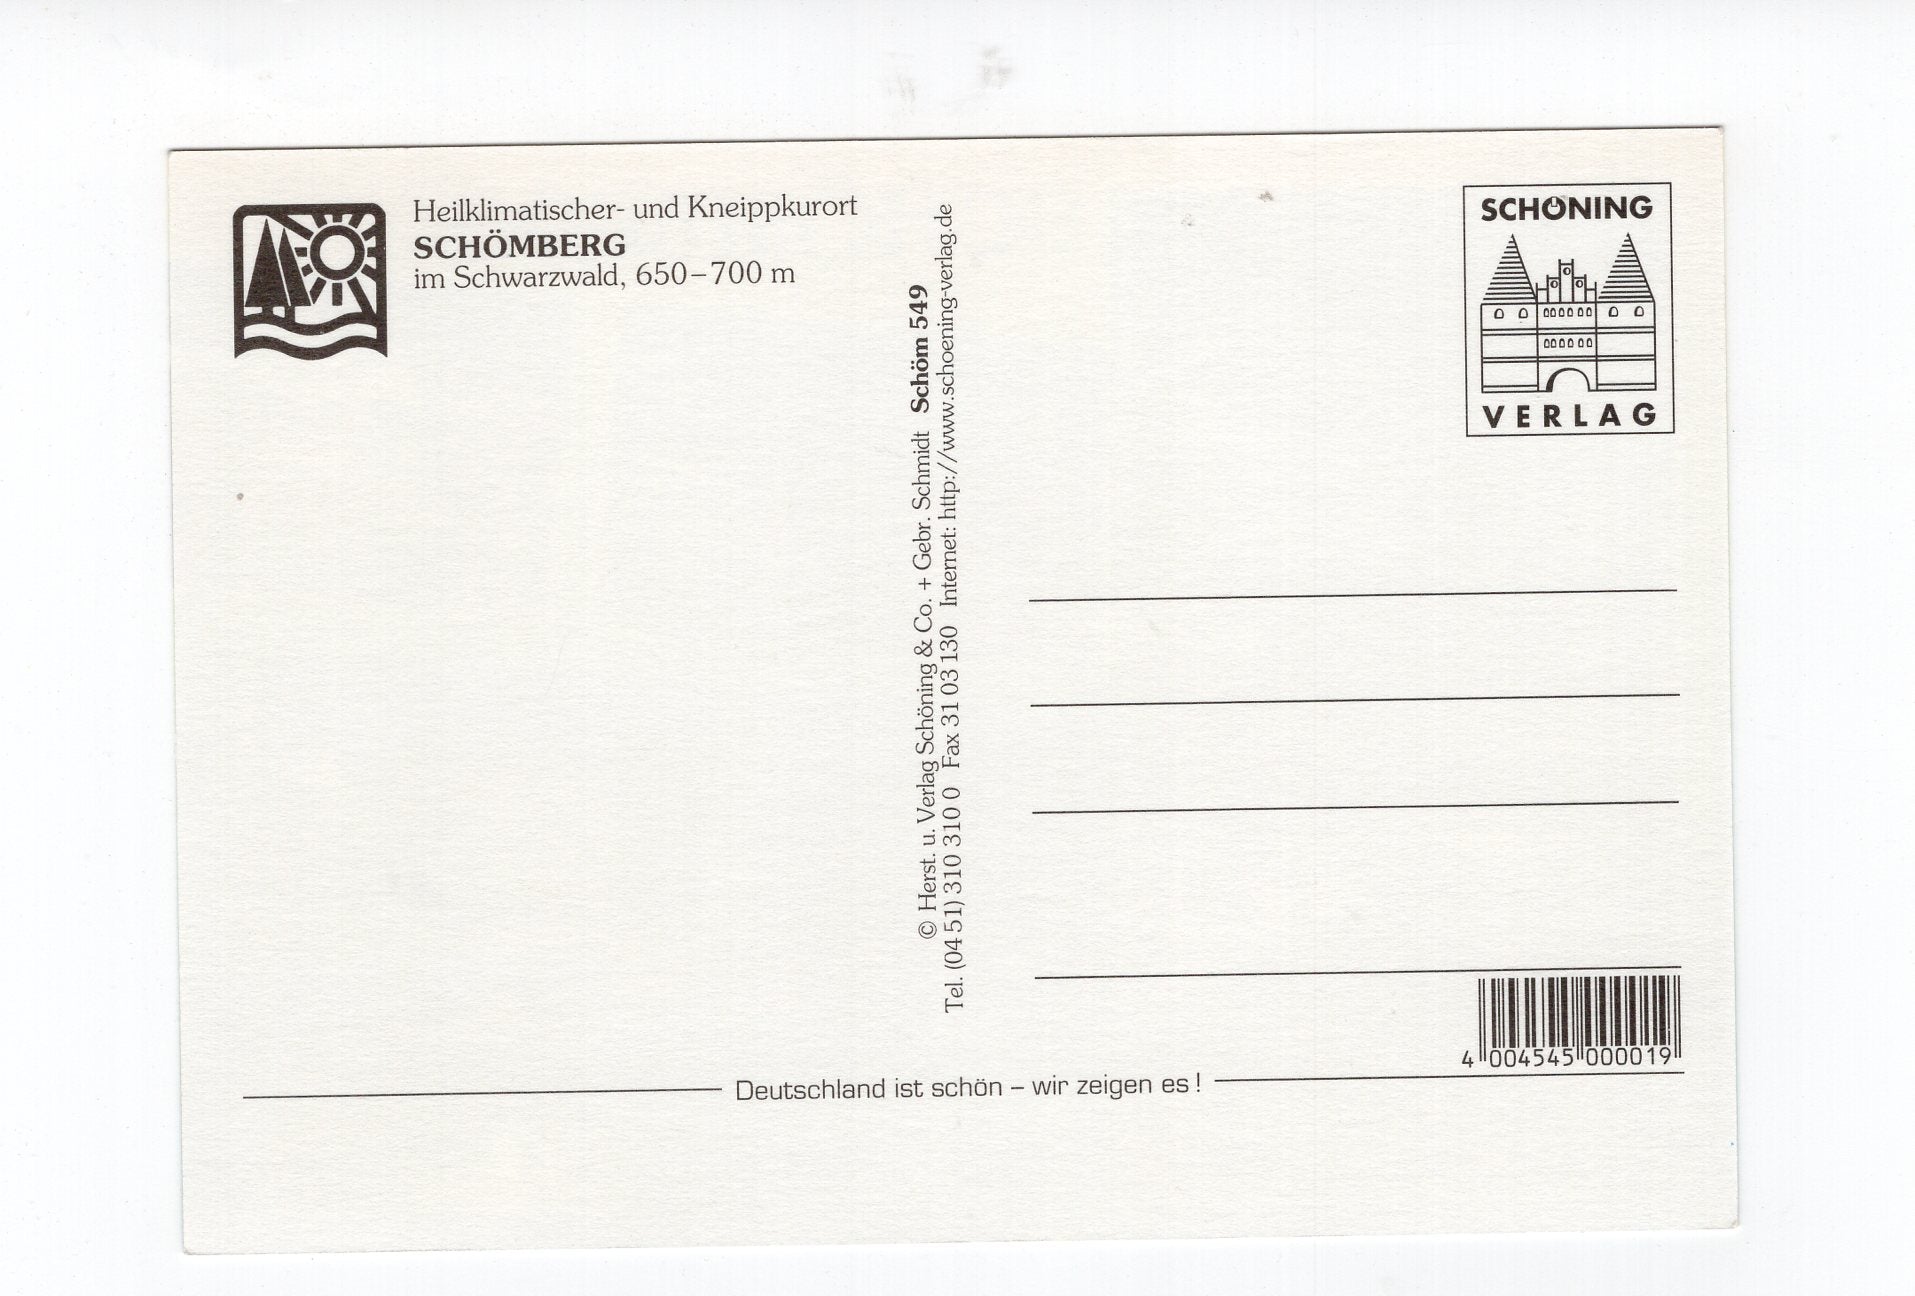 Heilklimatischer- und Kneippkurort
SCHÖMBERG
im Schwarzwald, 650–700 m
© Herst. u. Verlag Schöning & Co. + Gebr. Schmidt Schöm 549
Tel. (04 51) 310 310 0 Fax 31 03 130 Internet: http://www.schoening-verlag.de
SCHÖNING
VERLAG
4 004545 000019
Deutschland ist schön – wir zeigen es !